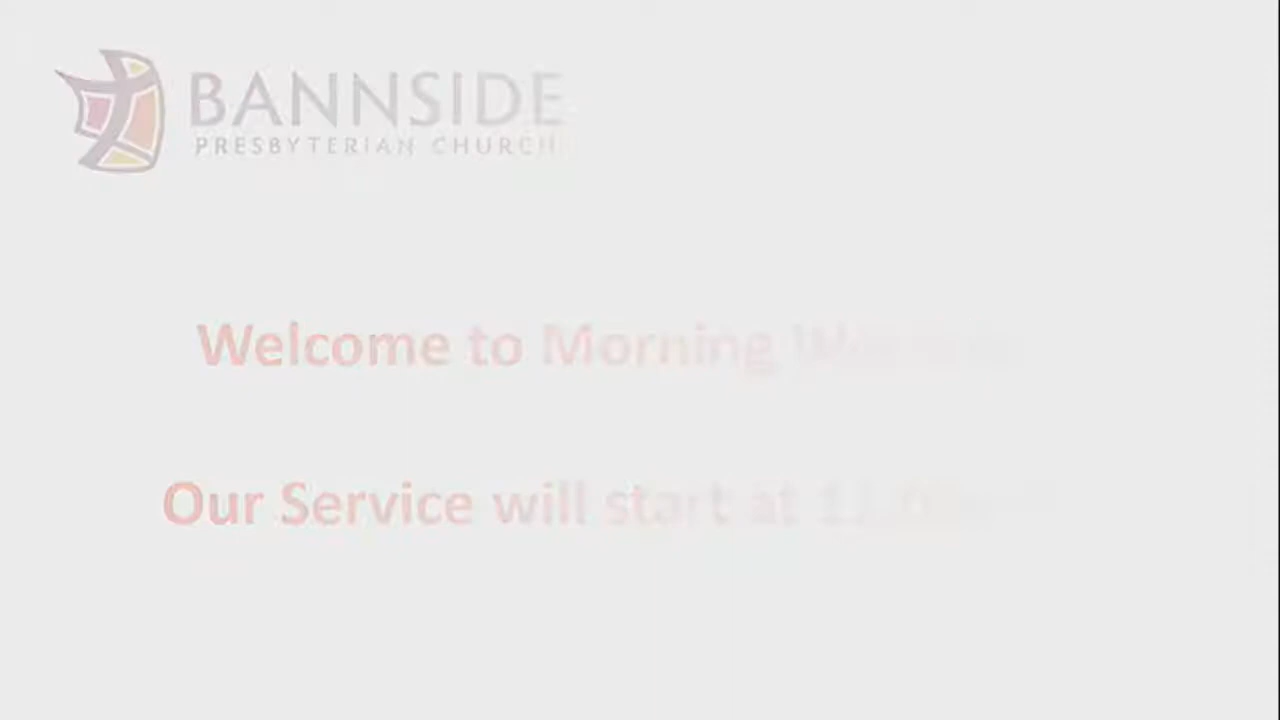 BANNSIDE
PRESBYTERIAN CHURCH
Welcome to Morning
Our Service will start at